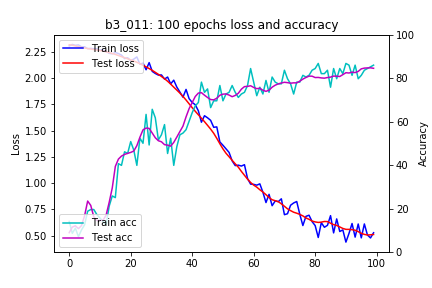 b3_011: 100 epochs loss and accuracy
Train loss
Test loss
Train acc
Test acc
Loss
2.25
2.00
1.75
1.50
1.25
1.00
0.75
0.50
100
80
60
40
20
0
Accuracy
0 20 40 60 80 100